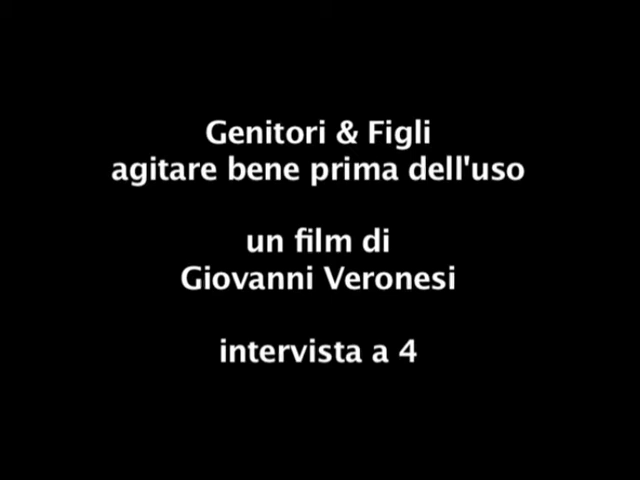 Genitori & Figli
agitare bene prima dell'uso
un film di
Giovanni Veronesi
intervista a 4